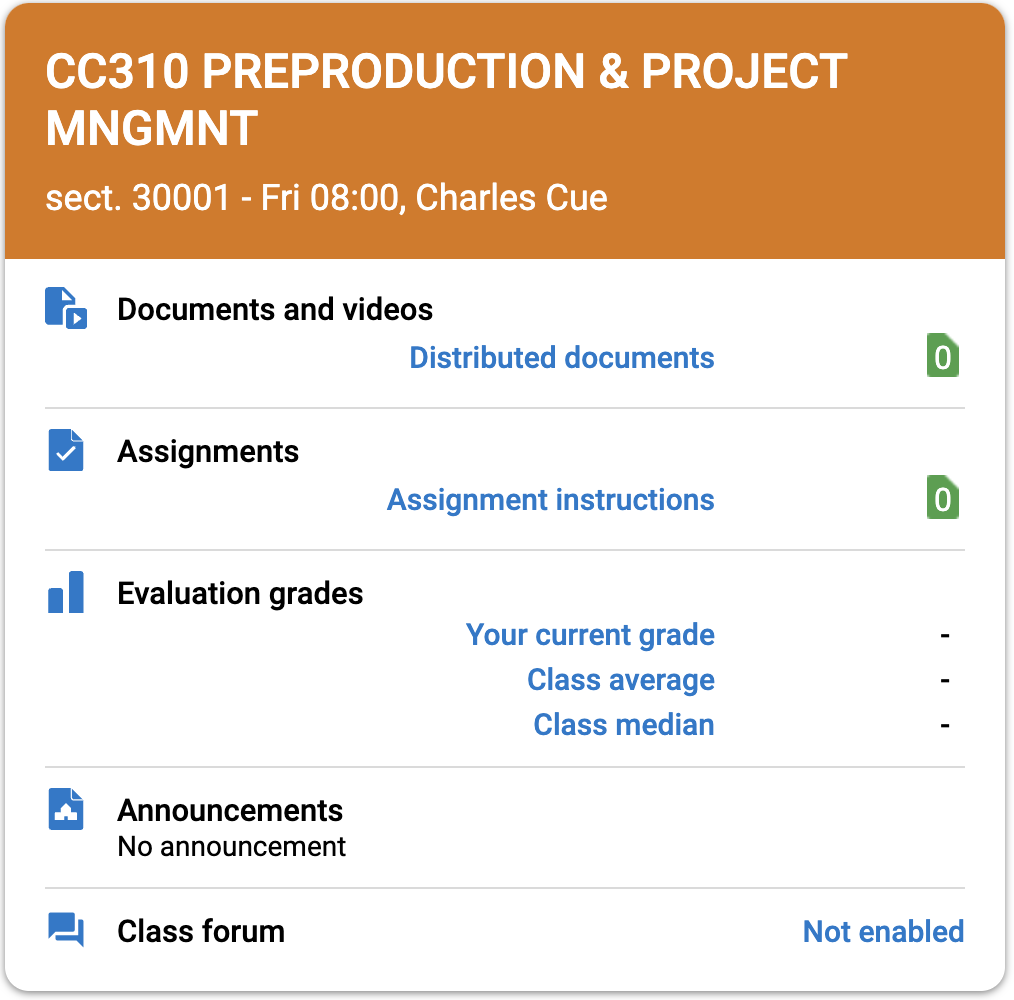 CC310 PREPRODUCTION & PROJECT
MNGMNT
sect. 30001 - Fri 08:00, Charles Cue
Documents and videos
Distributed documents 0
Assignments
Assignment instructions 0
Evaluation grades
Your current grade -
Class average -
Class median -
Announcements
No announcement
Class forum Not enabled